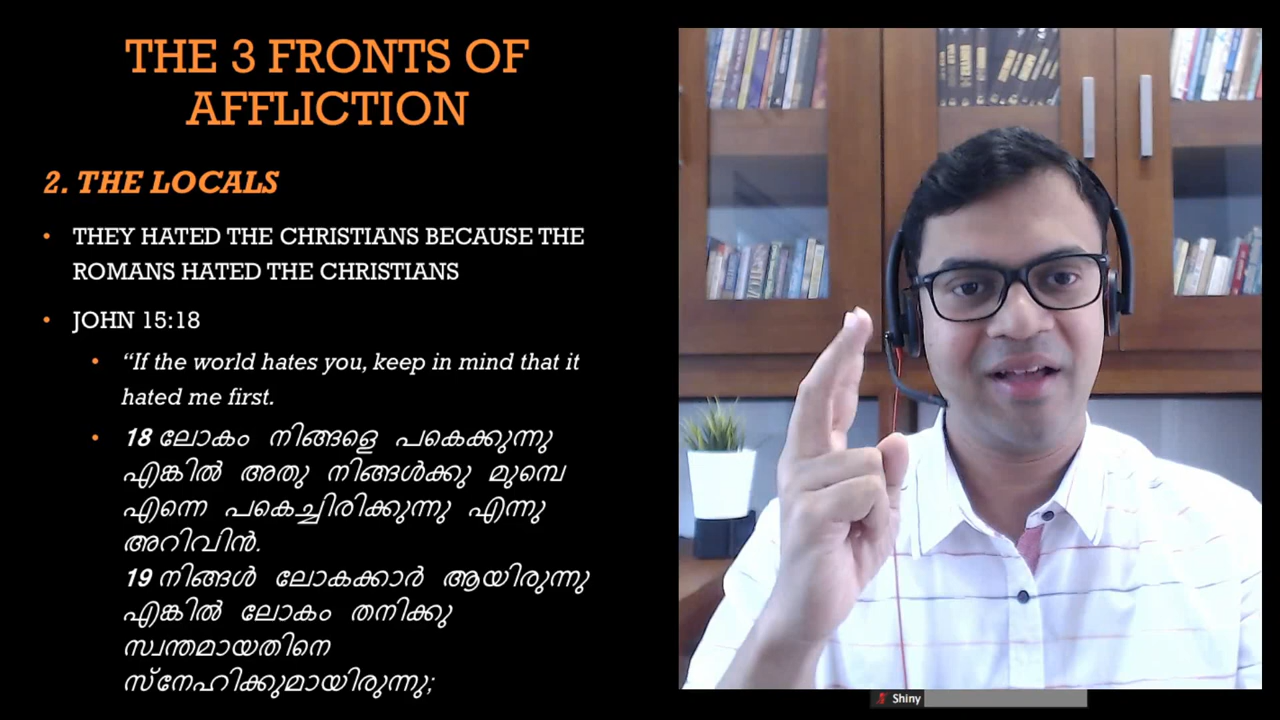 THE 3 FRONTS OF
AFFLICTION
2. THE LOCALS
• THEY HATED THE CHRISTIANS BECAUSE THE
ROMANS HATED THE CHRISTIANS
• JOHN 15:18
• “If the world hates you, keep in mind that it
hated me first.
• 18 ലോകം നിങ്ങളെ പകെക്കുന്നു
എങ്കിൽ അതു നിങ്ങൾക്കു മുമ്പെ
എന്നെ പകെച്ചിരിക്കുന്നു എന്നു
അറിവിൻ.
19 നിങ്ങൾ ലോകക്കാർ ആയിരുന്നു
എങ്കിൽ ലോകം തനിക്കു
സ്വന്തമായതിനെ
സ്നേഹിക്കുമായിരുന്നു;
Shiny